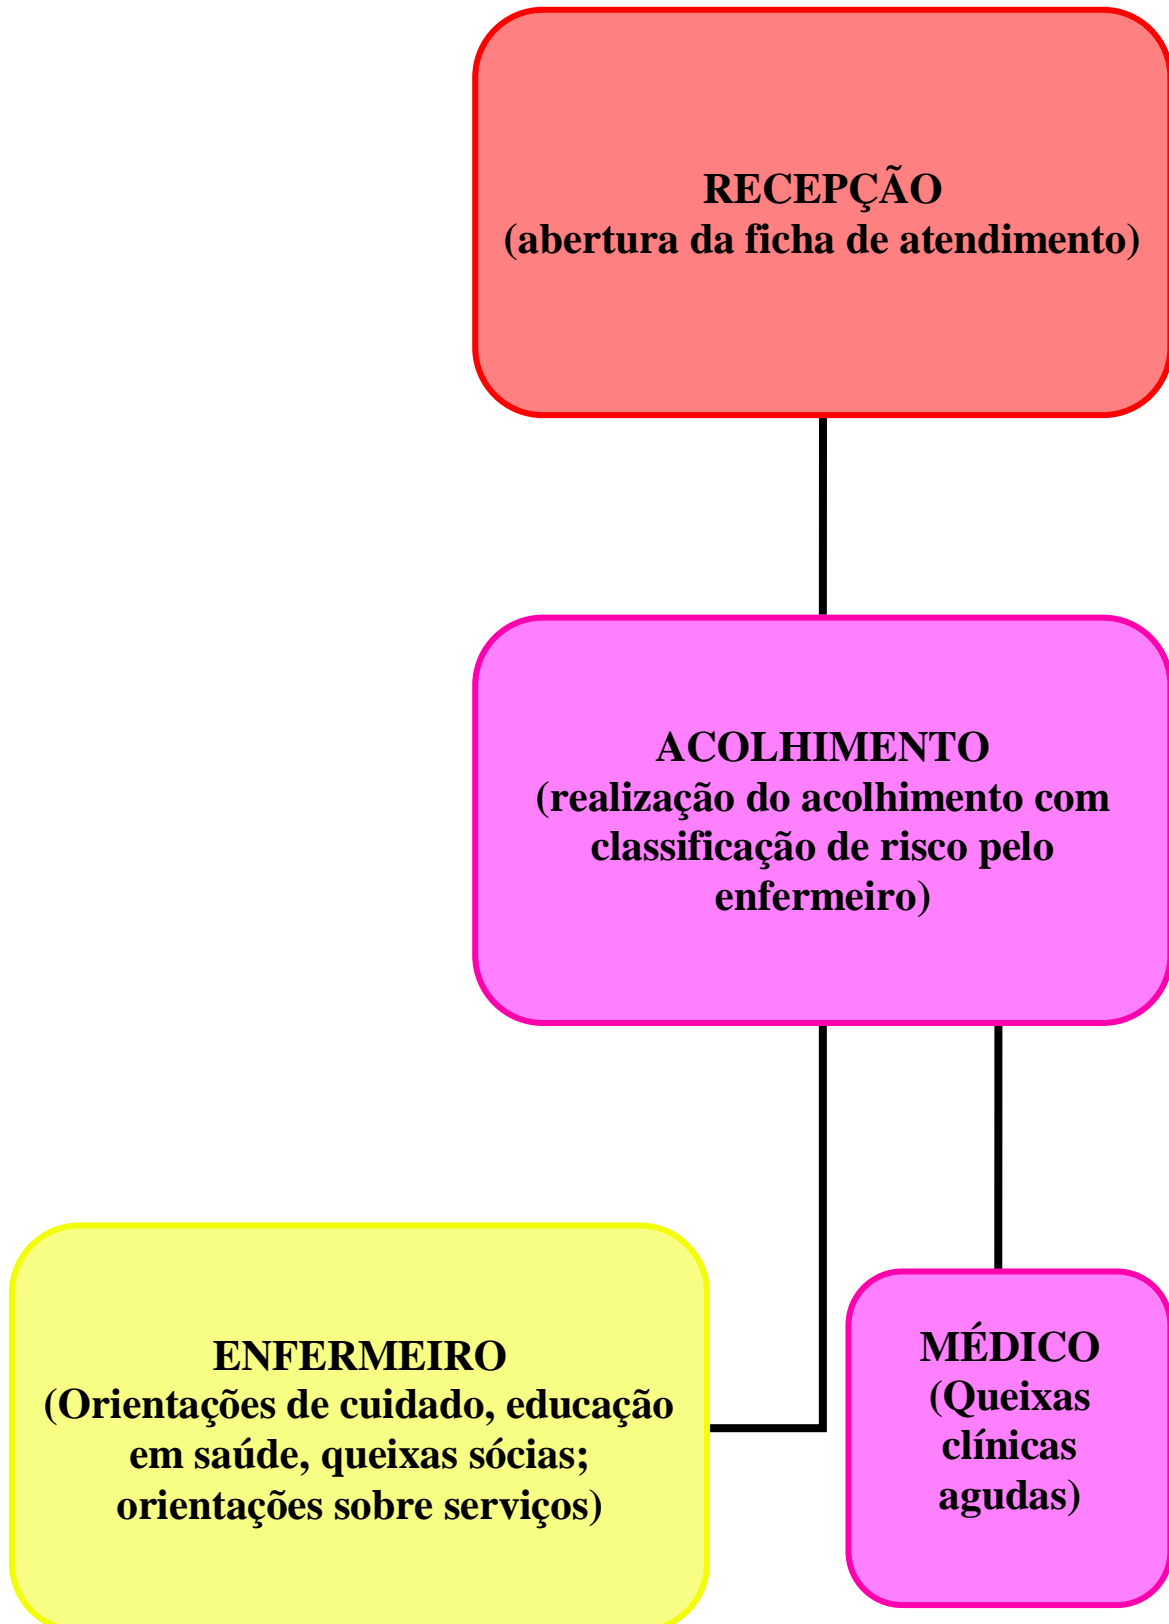 RECEPÇÃO
(abertura da ficha de atendimento)
ACOLHIMENTO
(realização do acolhimento com
classificação de risco pelo
enfermeiro)
ENFERMEIRO
(Orientações de cuidado, educação
em saúde, queixas sócias;
orientações sobre serviços)
MÉDICO
(Queixas
clínicas
agudas)